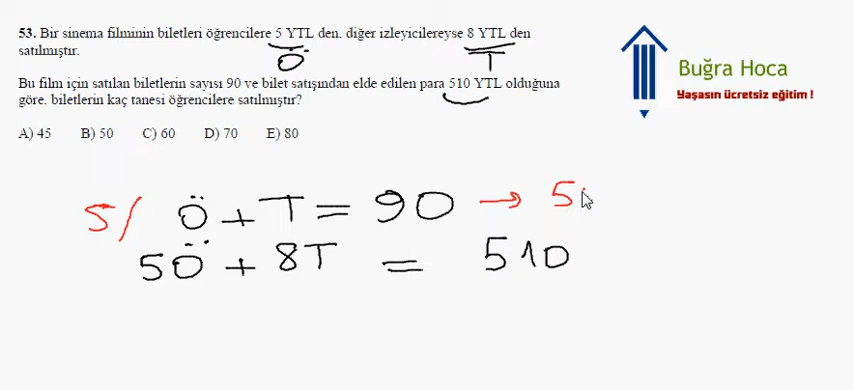 53. Bir sinema filminin biletleri öğrencilere 5 YTL den, diğer izleyicilereyse 8 YTL den
satılmıştır.
Ö T
Bu film için satılan biletlerin sayısı 90 ve bilet satışından elde edilen para 510 YTL olduğuna
göre, biletlerin kaç tanesi öğrencilere satılmıştır?
A) 45 B) 50 C) 60 D) 70 E) 80
Buğra Hoca
Yaşasın ücretsiz eğitim !
5/ Ö + T = 90 → 5
5Ö + 8T = 510